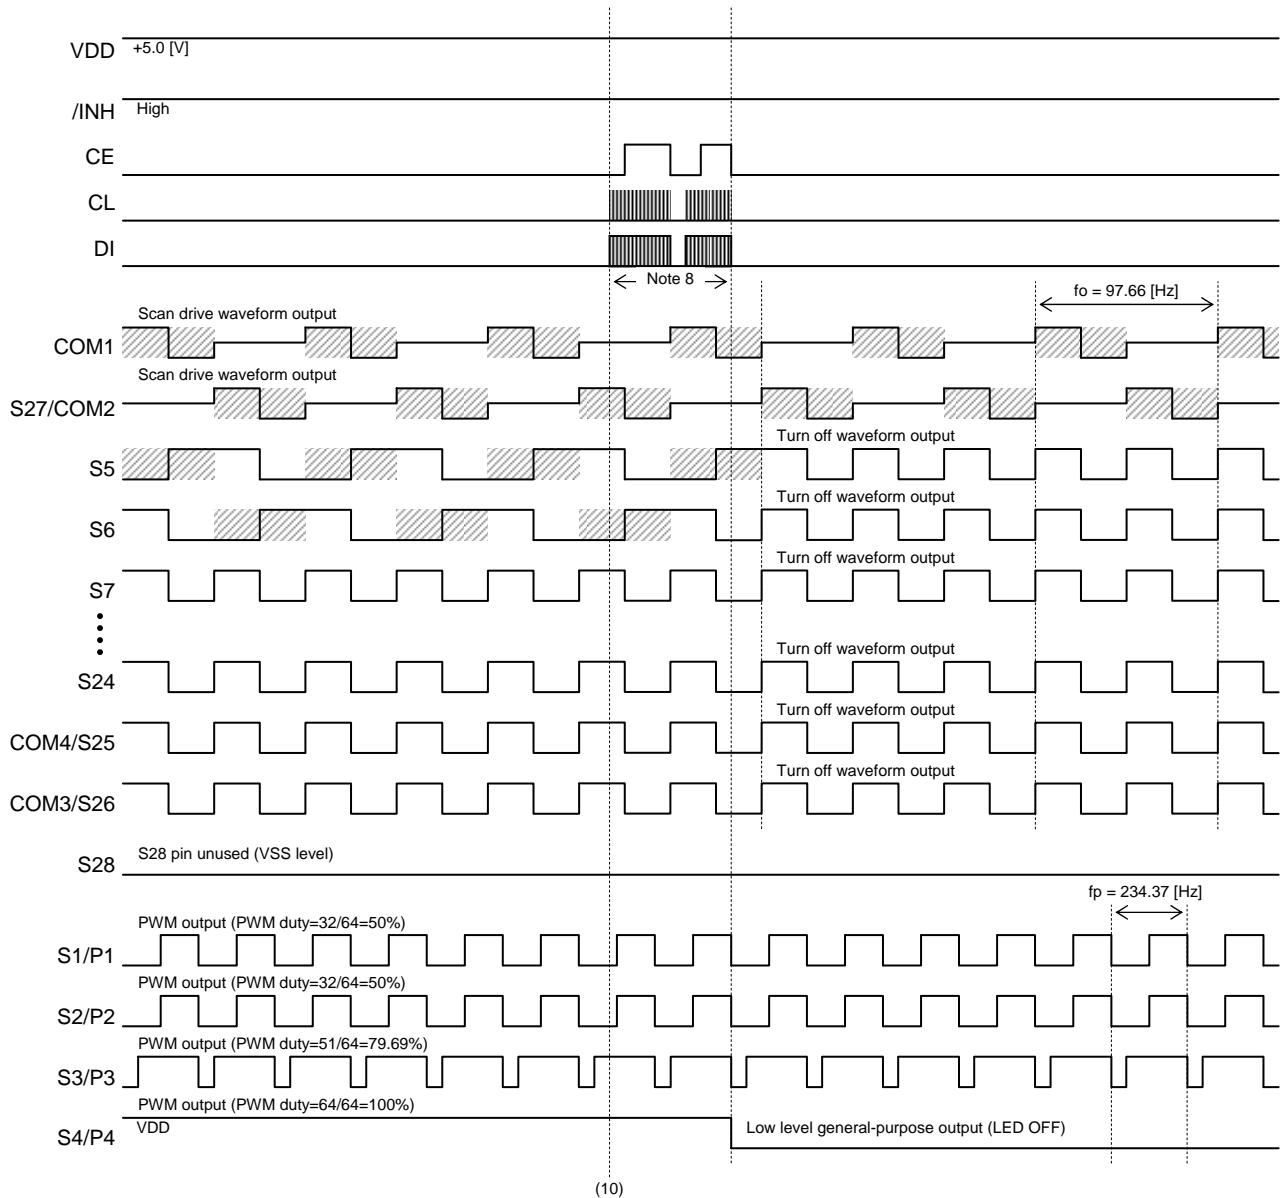 VDD +5.0 [V]
/INH High
CE
CL
DI
Note 8
fo = 97.66 [Hz]
Scan drive waveform output
COM1
Scan drive waveform output
S27/COM2
Turn off waveform output
S5
Turn off waveform output
S6
Turn off waveform output
S7
Turn off waveform output
S24
Turn off waveform output
COM4/S25
Turn off waveform output
COM3/S26
S28 pin unused (VSS level)
S28
fp = 234.37 [Hz]
PWM output (PWM duty=32/64=50%)
S1/P1
PWM output (PWM duty=32/64=50%)
S2/P2
PWM output (PWM duty=51/64=79.69%)
S3/P3
PWM output (PWM duty=64/64=100%)
VDD
S4/P4
Low level general-purpose output (LED OFF)
(10)